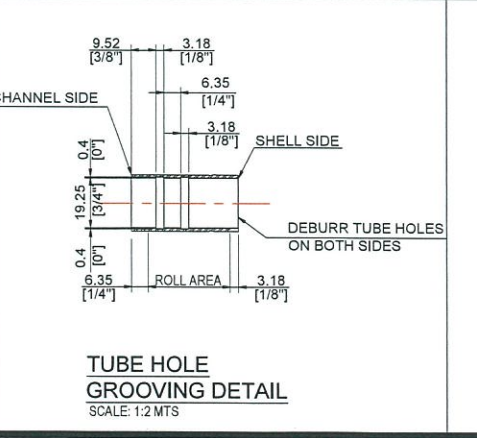 9.52
[3/8"]
3.18
[1/8"]
6.35
[1/4"]
3.18
[1/8"]
CHANNEL SIDE
SHELL SIDE
0.4
[0"]
19.25
[3/4"]
0.4
[0"]
DEBURR TUBE HOLES
ON BOTH SIDES
6.35
[1/4"]
ROLL AREA
3.18
[1/8"]
TUBE HOLE
GROOVING DETAIL
SCALE: 1:2 MTS